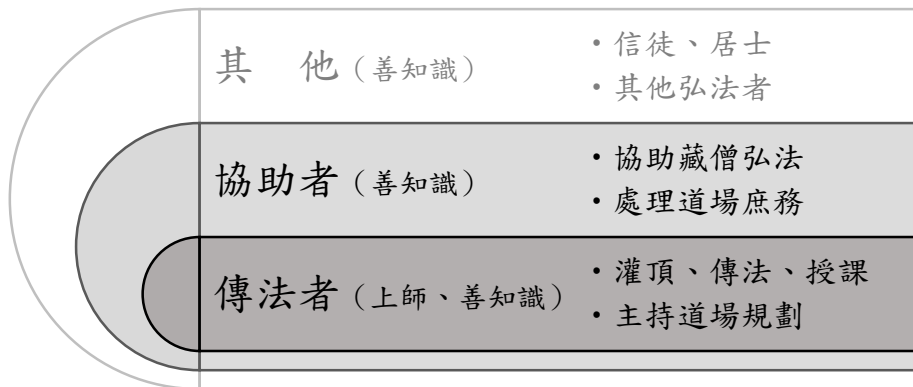 其　他（善知識）
・信徒、居士
・其他弘法者
協助者（善知識）
・協助藏僧弘法
・處理道場庶務
傳法者（上師、善知識）
・灌頂、傳法、授課
・主持道場規劃